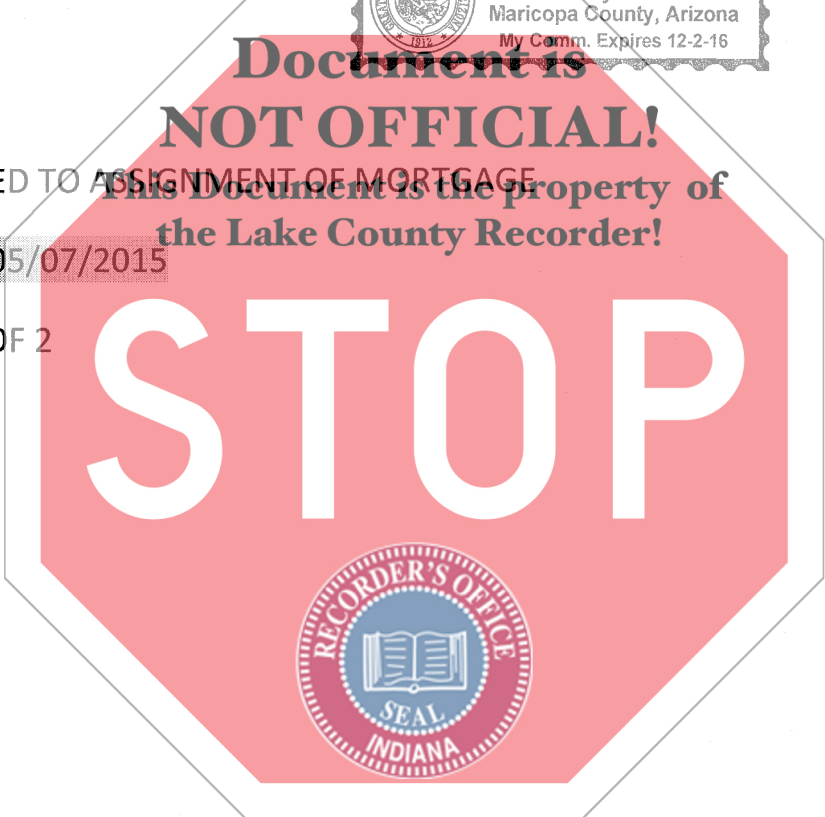 Maricopa County, Arizona
1912
My Comm. Expires 12-2-16
Document is
NOT OFFICIAL!
ED TO ASSIGNMENT OF MORTGAGE
This Document is the property of
the Lake County Recorder!
05/07/2015
OF 2
STOP
RECORDER'S OFFICE
SEAL
INDIANA